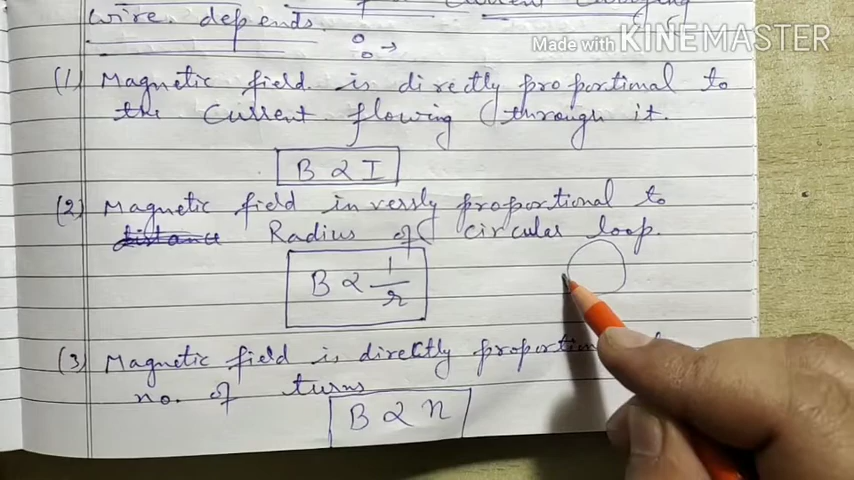 Current Carrying
wire depends.
Made with KINEMASTER
(1) Magnetic field is directly proportional to
the Current flowing through it.
B ∝ I
(2) Magnetic field inversly proportional to
distance Radius of circular loop.
B ∝ 1/r
(3) Magnetic field is directly proportional
no. of turns
B ∝ n